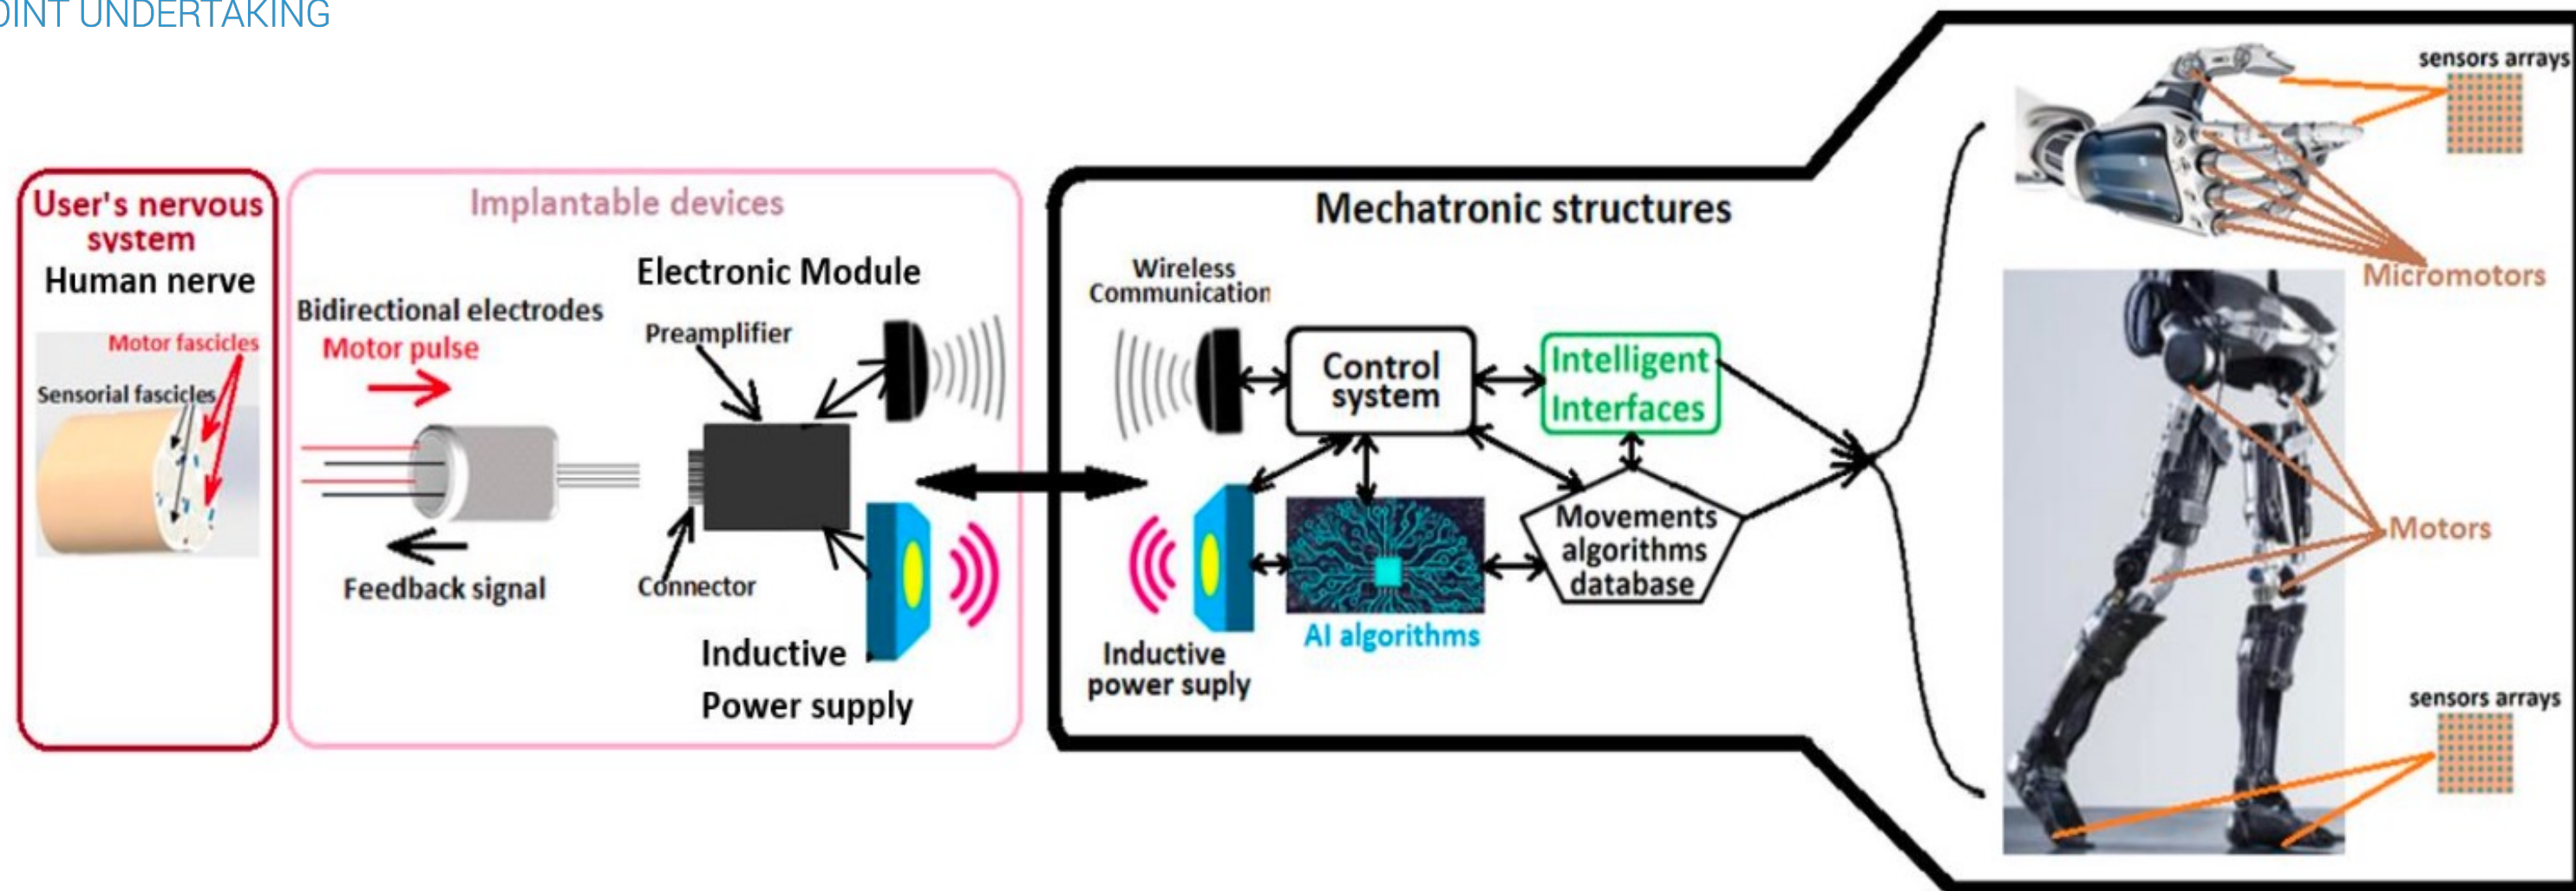 OINT UNDERTAKING
User's nervous
system
Human nerve
Motor fascicles
Sensorial fascicles
Implantable devices
Bidirectional electrodes
Motor pulse
Feedback signal
Electronic Module
Preamplifier
Connector
Inductive
Power supply
Mechatronic structures
Wireless
Communication
Control
system
Intelligent
Interfaces
Movements
algorithms
database
AI algorithms
Inductive
power suply
sensors arrays
Micromotors
Motors
sensors arrays